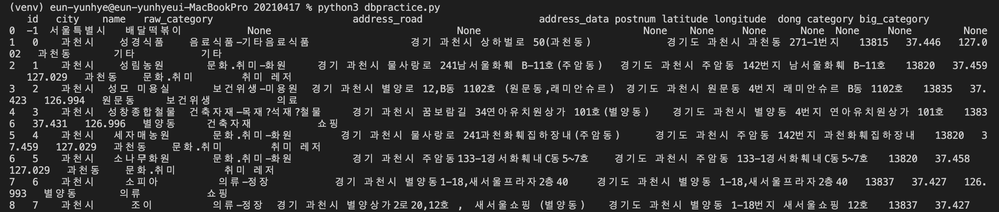 (venv) eun-yunhye@eun-yunhyeui-MacBookPro 20210417 % python3 dbpractice.py
id city name raw_category address_road address_data postnum latitude longitude dong category big_category
0 -1 서울특별시 배달떡볶이 None None None None None None None None None
1 0 과천시 성경식품 음료식품-기타음료식품 경기 과천시 상하벌로 50(과천동) 경기도 과천시 과천동 271-1번지 13815 37.446 127.0
02 과천동 기타 기타
2 1 과천시 성림농원 문화.취미-화원 경기 과천시 물사랑로 241남서울화훼 B-11호(주암동) 경기도 과천시 주암동 142번지 남서울화훼 B-11호 13820 37.459
127.029 과천동 문화.취미 취미 레저
3 2 과천시 성모 미용실 보건위생-미용원 경기 과천시 별양로 12,B동 1102호 (원문동,래미안슈르) 경기도 과천시 원문동 4번지 래미안슈르 B동 1102호 13835 37.
423 126.994 원문동 보건위생 의료
4 3 과천시 성창종합철물 건축자재-목재?석재?철물 경기 과천시 꿈보람길 34연아유치원상가 101호(별양동) 경기도 과천시 별양동 4번지 연아유치원상가 101호 1383
6 37.431 126.996 별양동 건축자재 쇼핑
5 4 과천시 세자매농원 문화.취미-화원 경기 과천시 물사랑로 241과천화훼집하장내(주암동) 경기도 과천시 주암동 142번지 과천화훼집하장내 13820 3
7.459 127.029 과천동 문화.취미 취미 레저
6 5 과천시 소나무화원 문화.취미-화원 경기 과천시 주암동133-1경서화훼내C동5~7호 경기도 과천시 주암동 133-1경서화훼내C동5~7호 13820 37.458
127.029 과천동 문화.취미 취미 레저
7 6 과천시 소피아 의류-정장 경기 과천시 별양동1-18,새서울프라자2층40 경기도 과천시 별양동 1-18,새서울프라자2층40 13837 37.427 126.
993 별양동 의류 쇼핑
8 7 과천시 조이 의류-정장 경기 과천시 별양상가2로20,12호 , 새서울쇼핑 (별양동) 경기도 과천시 별양동 1-18번지 새서울쇼핑 12호 13837 37.427